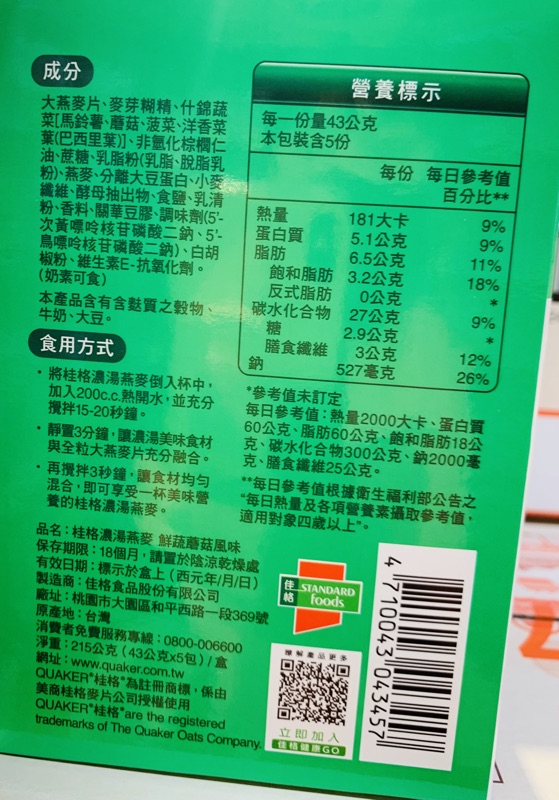 成分
大燕麥片、麥芽糊精、什錦蔬
菜[馬鈴薯、蘑菇、菠菜、洋香菜
葉(巴西里葉)]、非氫化棕櫚仁
油、蔗糖、乳脂粉(乳脂、脫脂乳
粉)、燕麥、分離大豆蛋白、小麥
纖維、酵母抽出物、食鹽、乳清
粉、香料、關華豆膠、調味劑(5'-
次黃嘌呤核苷磷酸二鈉、5'-
鳥嘌呤核苷磷酸二鈉)、白胡
椒粉、維生素E-抗氧化劑。
(奶素可食)
本產品含有含麩質之穀物、
牛奶、大豆。
食用方式
• 將桂格濃湯燕麥倒入杯中,
加入200c.c.熱開水,並充分
攪拌15-20秒鐘。
• 靜置3分鐘,讓濃湯美味食材
與全粒大燕麥片充分融合。
• 再攪拌3秒鐘,讓食材均勻
混合,即可享受一杯美味營
養的桂格濃湯燕麥。
營養標示
每一份量43公克
本包裝含5份
每份 每日參考值
百分比**
熱量 181大卡 9%
蛋白質 5.1公克 9%
脂肪 6.5公克 11%
飽和脂肪 3.2公克 18%
反式脂肪 0公克 *
碳水化合物 27公克 9%
糖 2.9公克 *
膳食纖維 3公克 12%
鈉 527毫克 26%
*參考值未訂定
每日參考值:熱量2000大卡、蛋白質
60公克、脂肪60公克、飽和脂肪18公
克、碳水化合物300公克、鈉2000毫
克、膳食纖維25公克。
**每日參考值根據衛生福利部公告之
“每日熱量及各項營養素攝取參考值,
適用對象四歲以上”。
品名:桂格濃湯燕麥 鮮蔬蘑菇風味
保存期限:18個月,請置於陰涼乾燥處
有效日期:標示於盒上(西元年/月/日)
製造商:佳格食品股份有限公司
廠址:桃園市大園區和平西路一段369號
原產地:台灣
消費者免費服務專線:0800-006600
淨重:215公克(43公克x5包)/盒
網址:www.quaker.com.tw
QUAKER“桂格”為註冊商標,係由
美商桂格麥片公司授權使用
QUAKER“桂格”are the registered
trademarks of The Quaker Oats Company.
佳格
STANDARD
foods
瞭解產品更多
立即加入
佳格健康GO
4 710043 043457